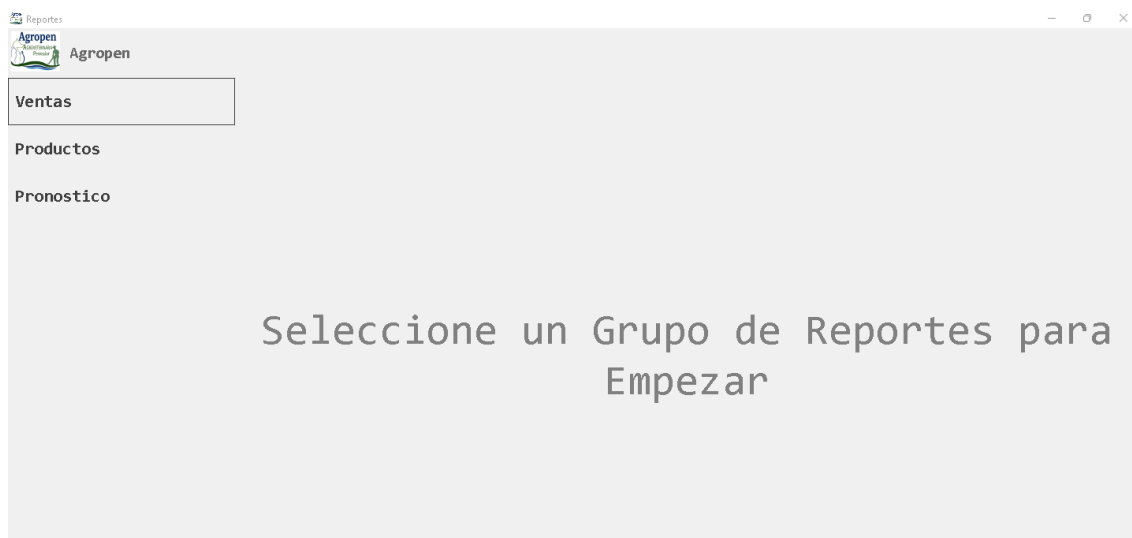 Reportes
Agropen
Agropen
Ventas
Productos
Pronostico
Seleccione un Grupo de Reportes para
Empezar